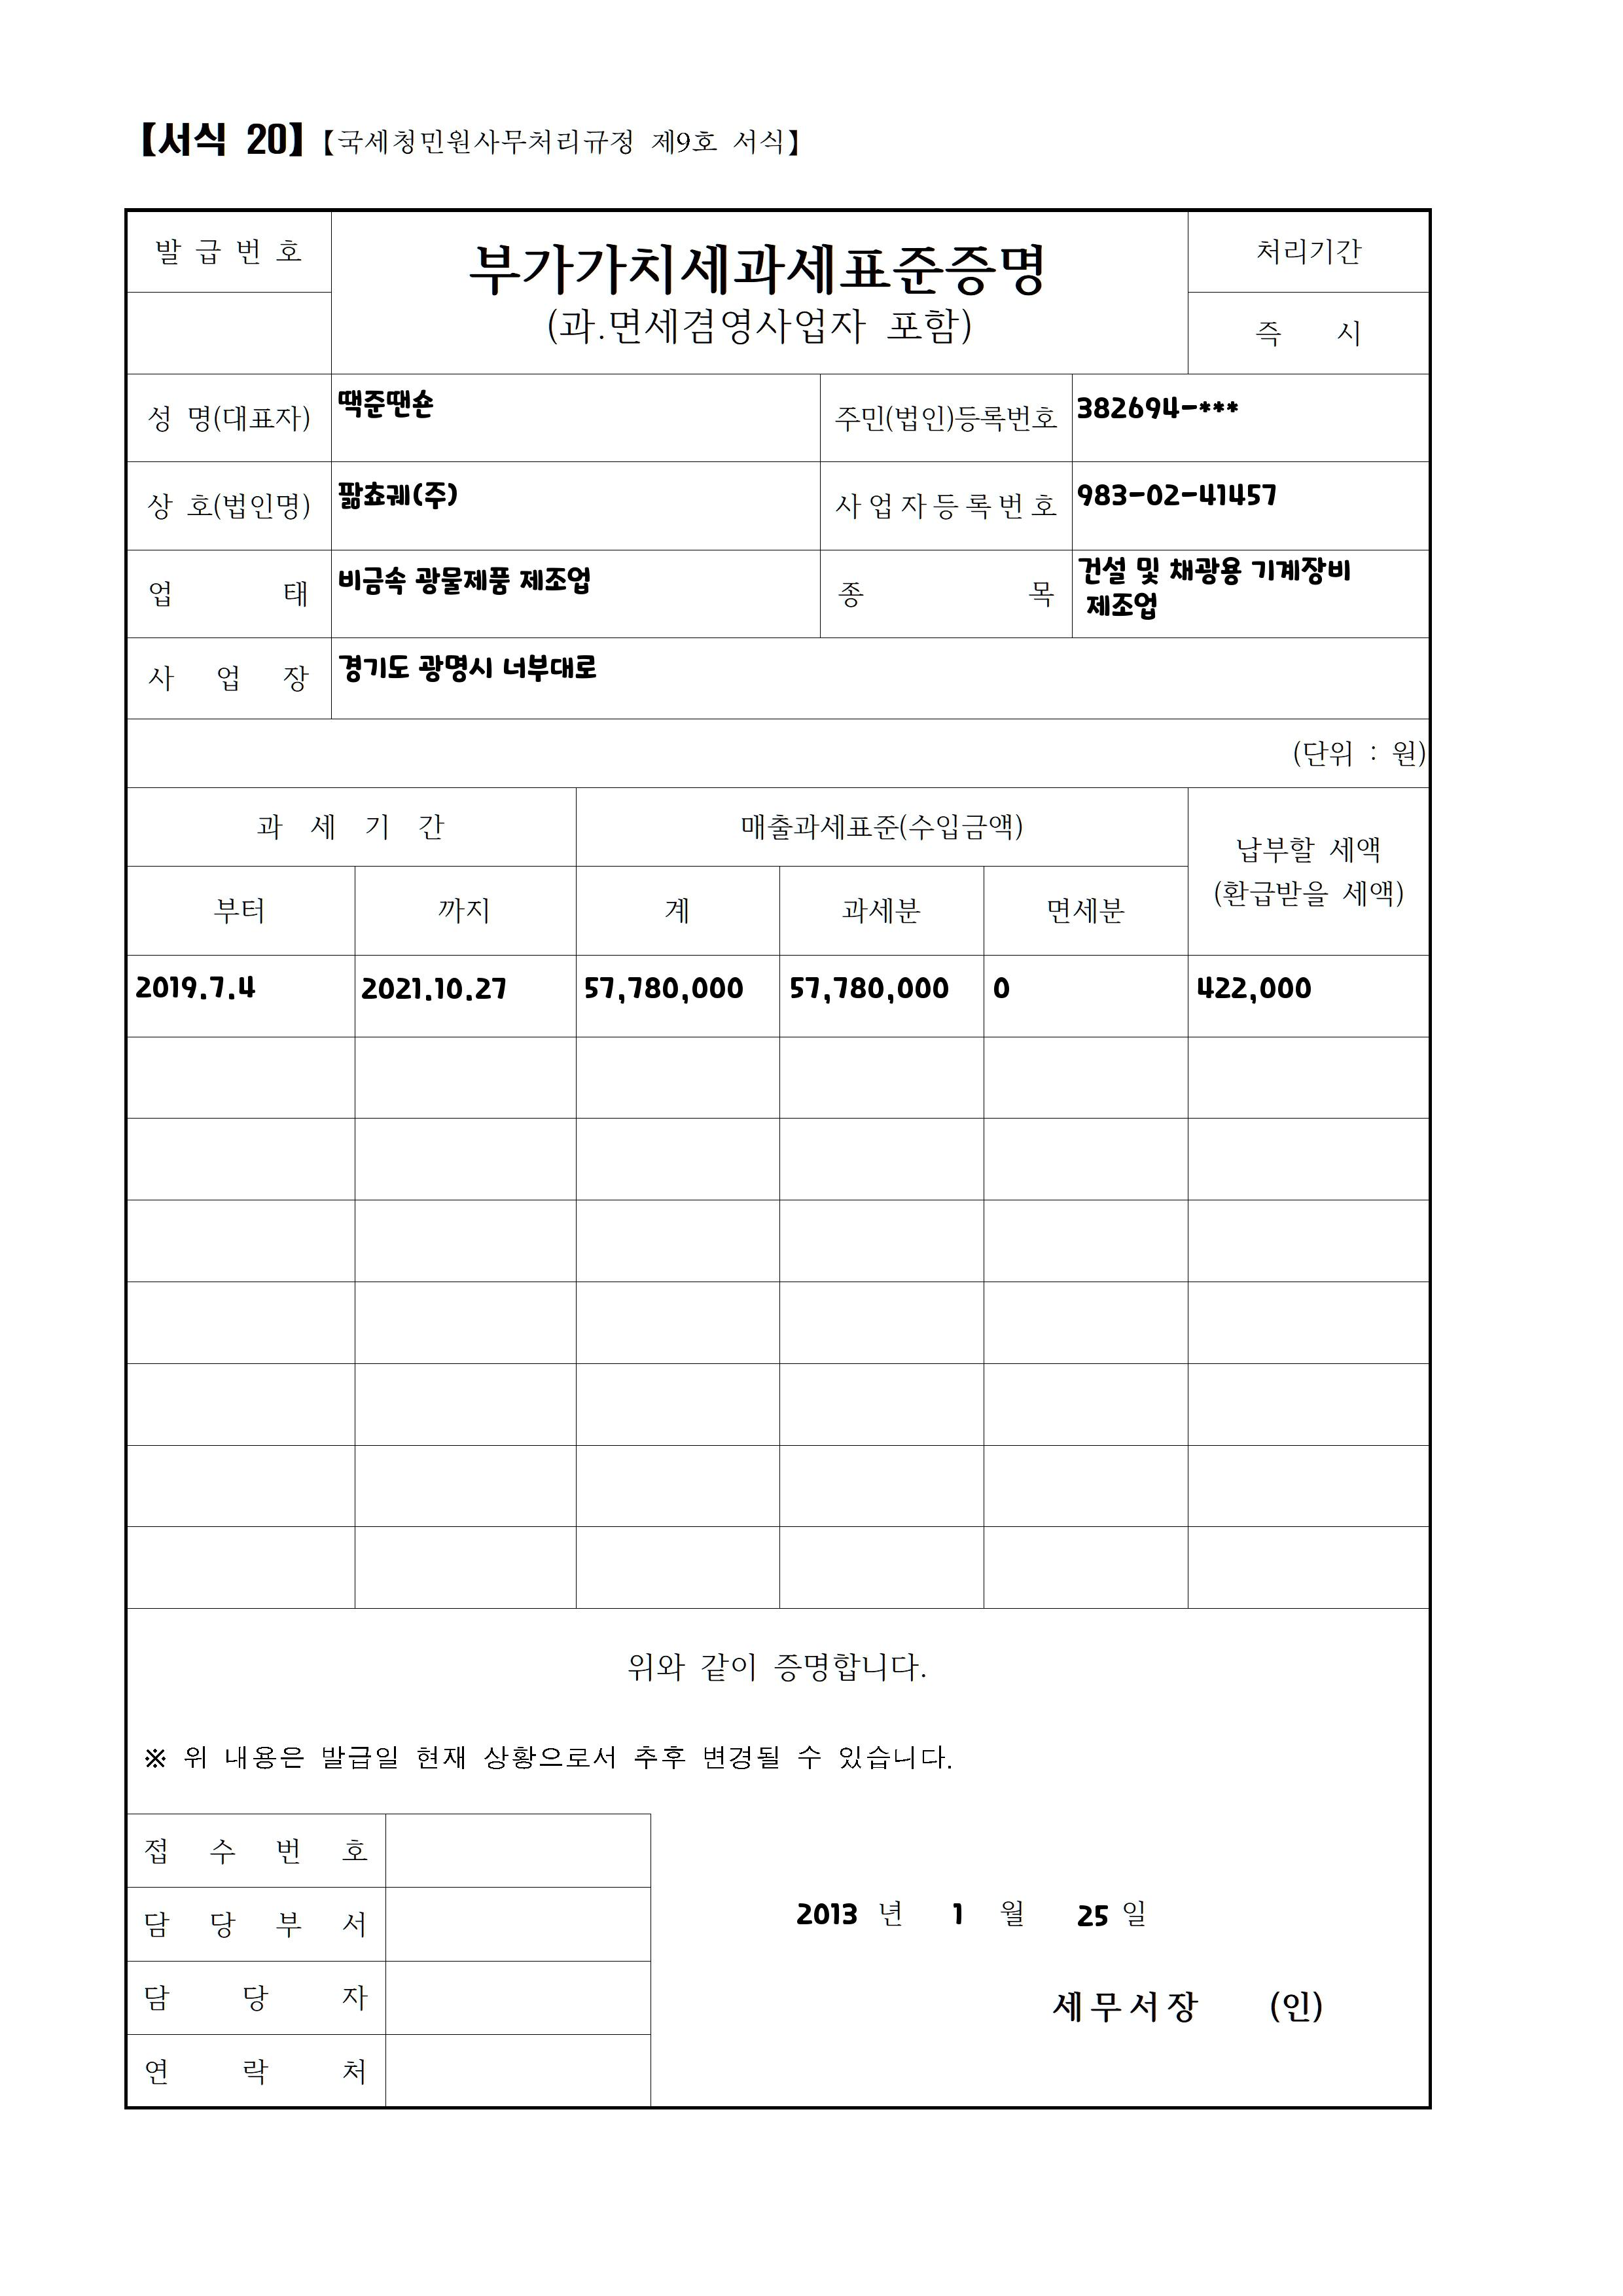 【서식 20】【국세청민원사무처리규정 제9호 서식】
발 급 번 호
부가가치세과세표준증명
(과.면세겸영사업자 포함)
처리기간
즉 시
성 명(대표자) 땍준땐숀 주민(법인)등록번호 382694-***
상 호(법인명) 팖쵸궤(주) 사업자등록번호 983-02-41457
업 태 비금속 광물제품 제조업 종 목 건설 및 채광용 기계장비
제조업
사 업 장 경기도 광명시 너부대로
(단위 : 원)
과 세 기 간 매출과세표준(수입금액) 납부할 세액
(환급받을 세액)
부터 까지 계 과세분 면세분
2019.7.4 2021.10.27 57,780,000 57,780,000 0 422,000
위와 같이 증명합니다.
※ 위 내용은 발급일 현재 상황으로서 추후 변경될 수 있습니다.
접 수 번 호
담 당 부 서
담 당 자
연 락 처
2013 년 1 월 25 일
세무서장 (인)